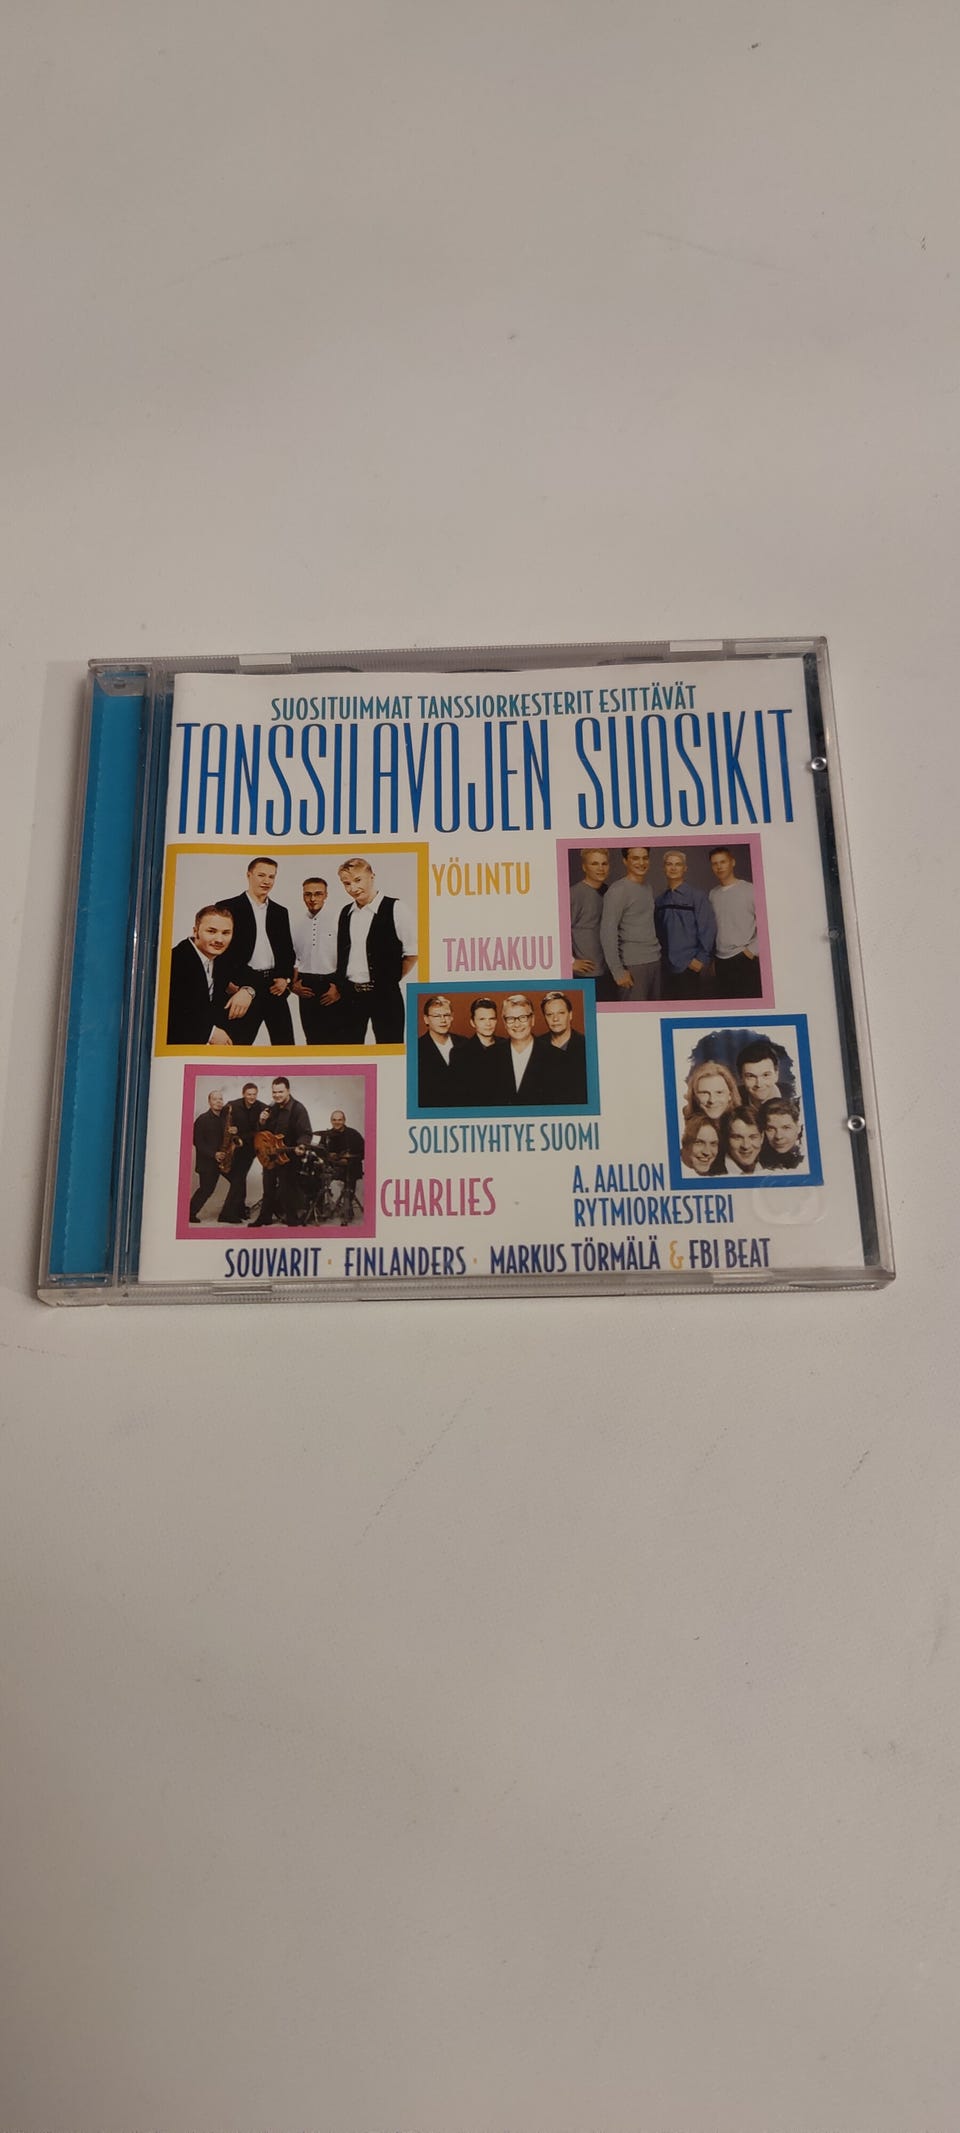 SUOSITUIMMAT TANSSIORKESTERIT ESITTÄVÄT
TANSSILAVOJEN SUOSIKIT
YÖLINTU
TAIKAKUU
SOLISTIYHTYE SUOMI
CHARLIES
A. AALLON
RYTMIORKESTERI
SOUVARIT · FINLANDERS · MARKUS TÖRMÄLÄ & FBI BEAT